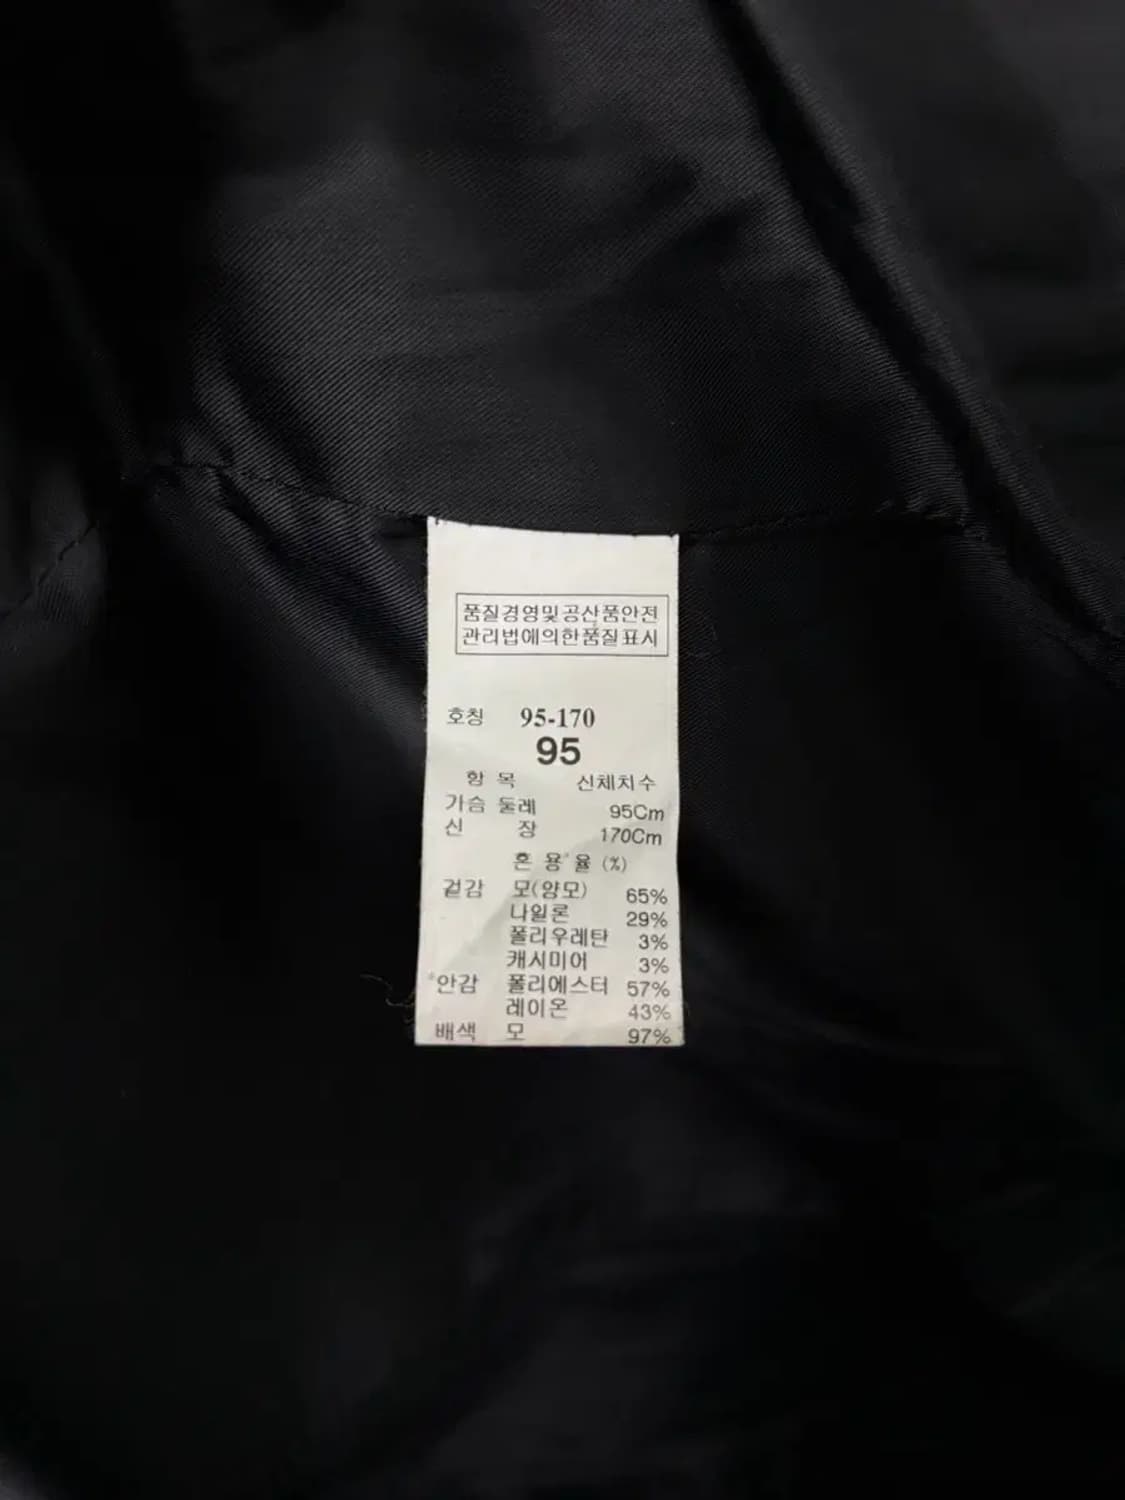 품질경영및공산품안전
관리법에의한품질표시
호칭 95-170
95
항 목 신체치수
가슴 둘레 95Cm
신 장 170Cm
혼 용 율 (%)
겉감 모(양모) 65%
나일론 29%
폴리우레탄 3%
캐시미어 3%
안감 폴리에스터 57%
레이온 43%
배색 모 97%